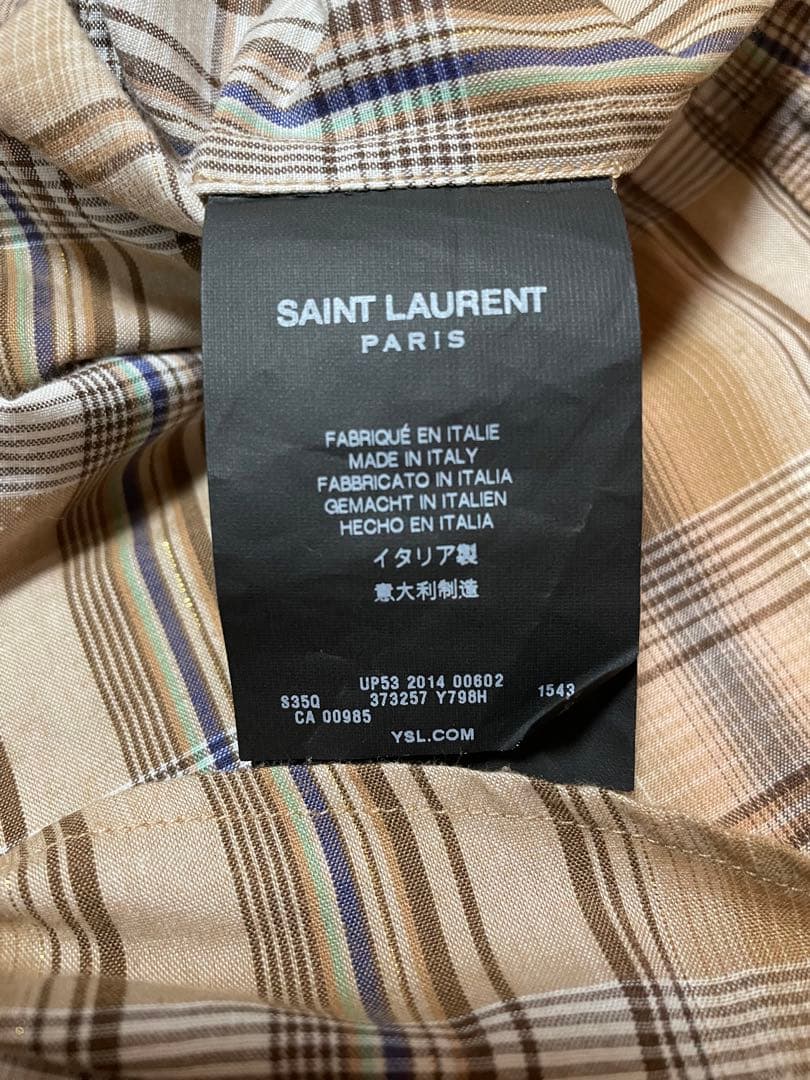 SAINT LAURENT
PARIS
FABRIQUÉ EN ITALIE
MADE IN ITALY
FABBRICATO IN ITALIA
GEMACHT IN ITALIEN
HECHO EN ITALIA
イタリア製
意大利制造
UP53 2014 00602
S35Q 373257 Y798H 1543
CA 00985
YSL.COM